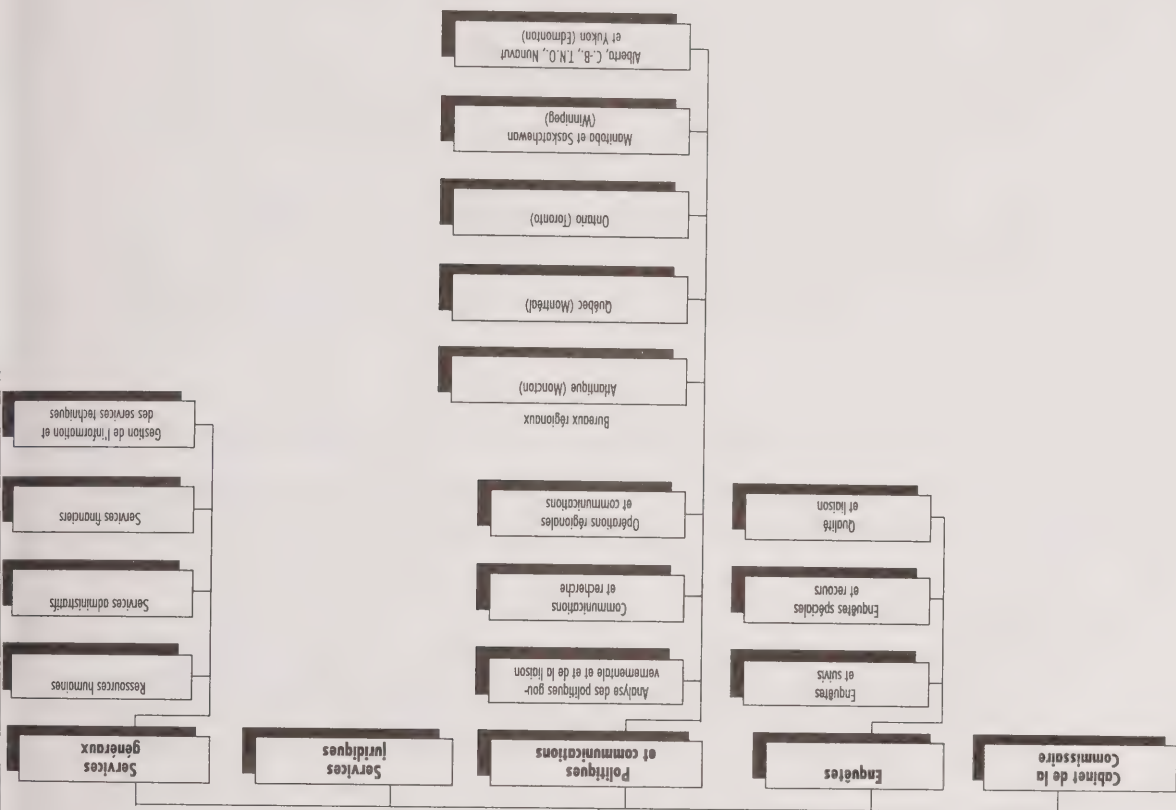 Cabinet de la
Commissaire
Enquêtes
Enquêtes
et suivis
Enquêtes spéciales
et recours
Qualité
et liaison
Politiques
et communications
Analyse des politiques gou-
vernementale et et de la liaison
Communications
et recherche
Opérations régionales
et communications
Bureaux régionaux
Atlantique (Moncton)
Québec (Montréal)
Ontario (Toronto)
Manitoba et Saskatchewan
(Winnipeg)
Alberta, C.-B., T.N.O., Nunavut
et Yukon (Edmonton)
Services
juridiques
Services
généraux
Ressources humaines
Services administratifs
Services financiers
Gestion de l'information et
des services techniques